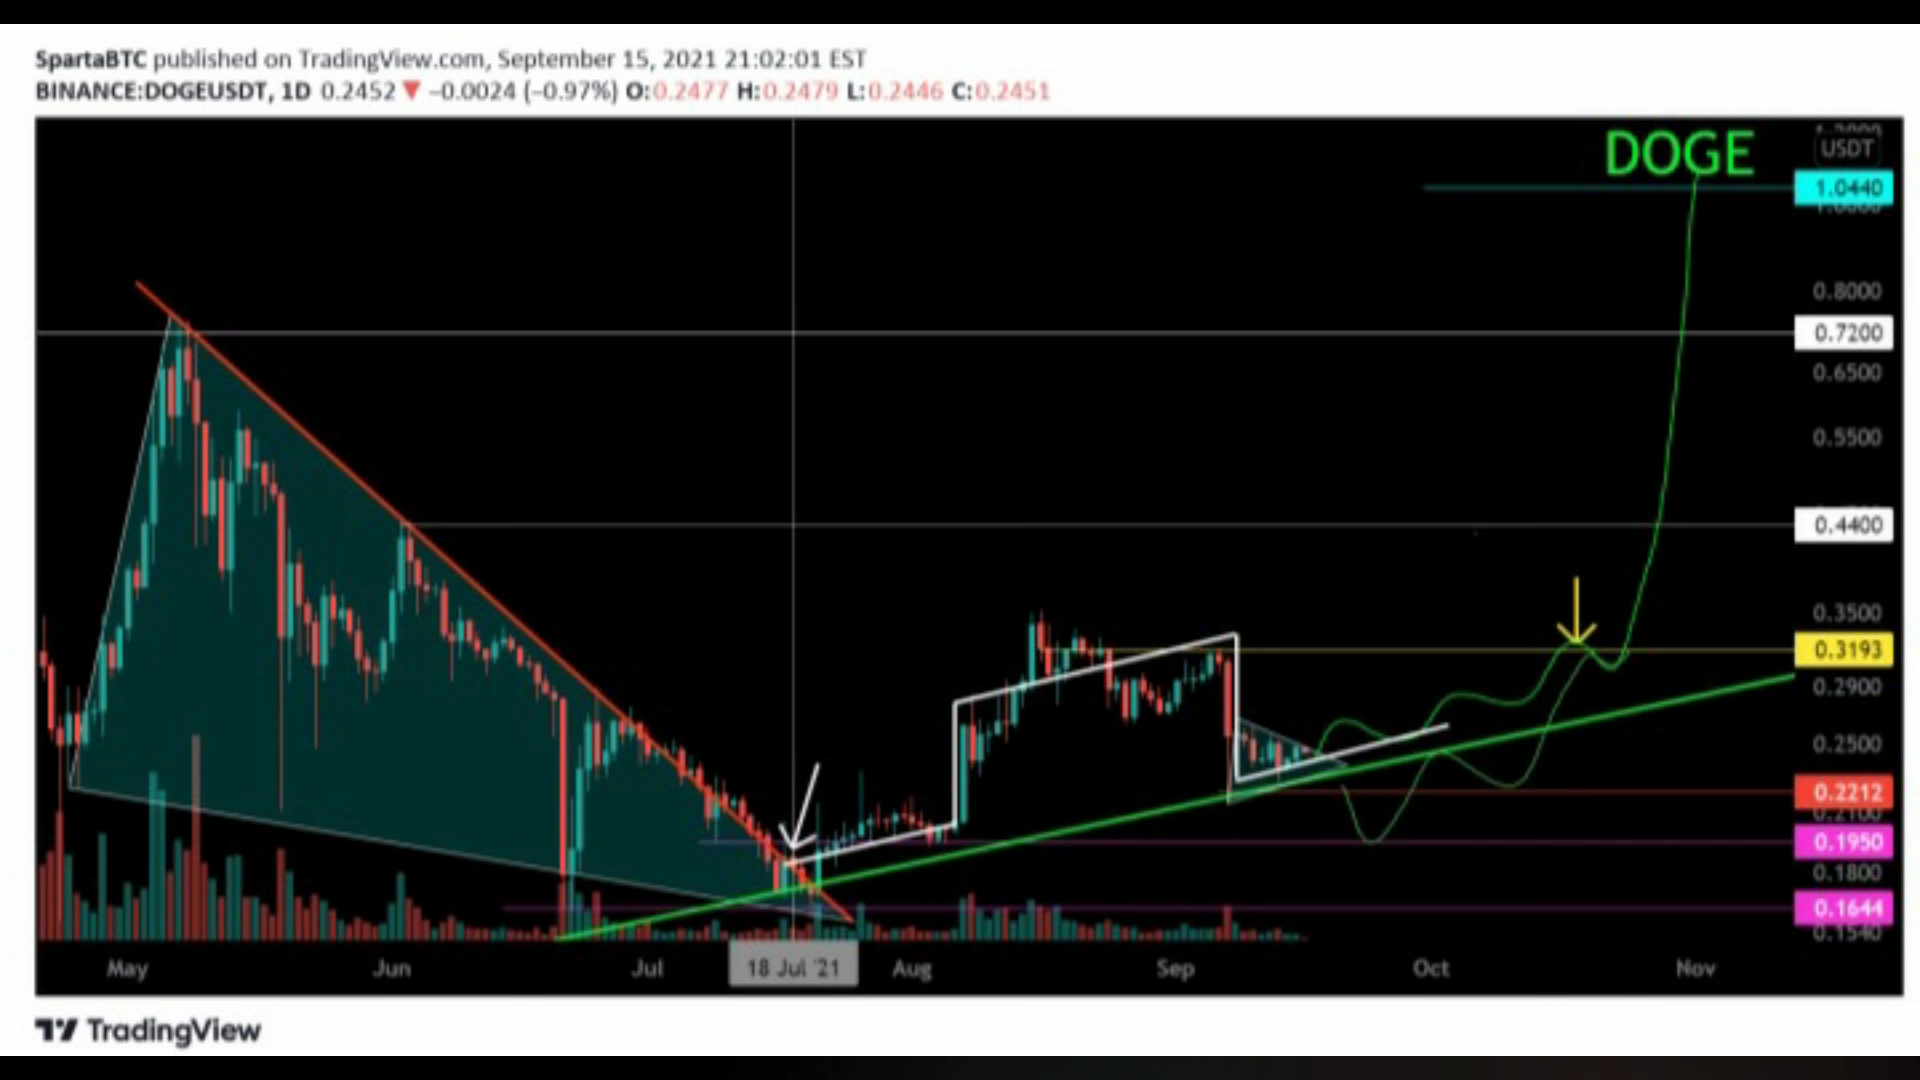 SpartaBTC published on TradingView.com, September 15, 2021 21:02:01 EST
BINANCE:DOGEUSDT, 1D 0.2452 ▼ −0.0024 (−0.97%) O:0.2477 H:0.2479 L:0.2446 C:0.2451
DOGE
USDT
1.0440
0.8000
0.7200
0.6500
0.5500
0.4400
0.3500
0.3193
0.2900
0.2500
0.2212
0.1950
0.1800
0.1644
0.1540
May Jun Jul 18 Jul '21 Aug Sep Oct Nov
TradingView